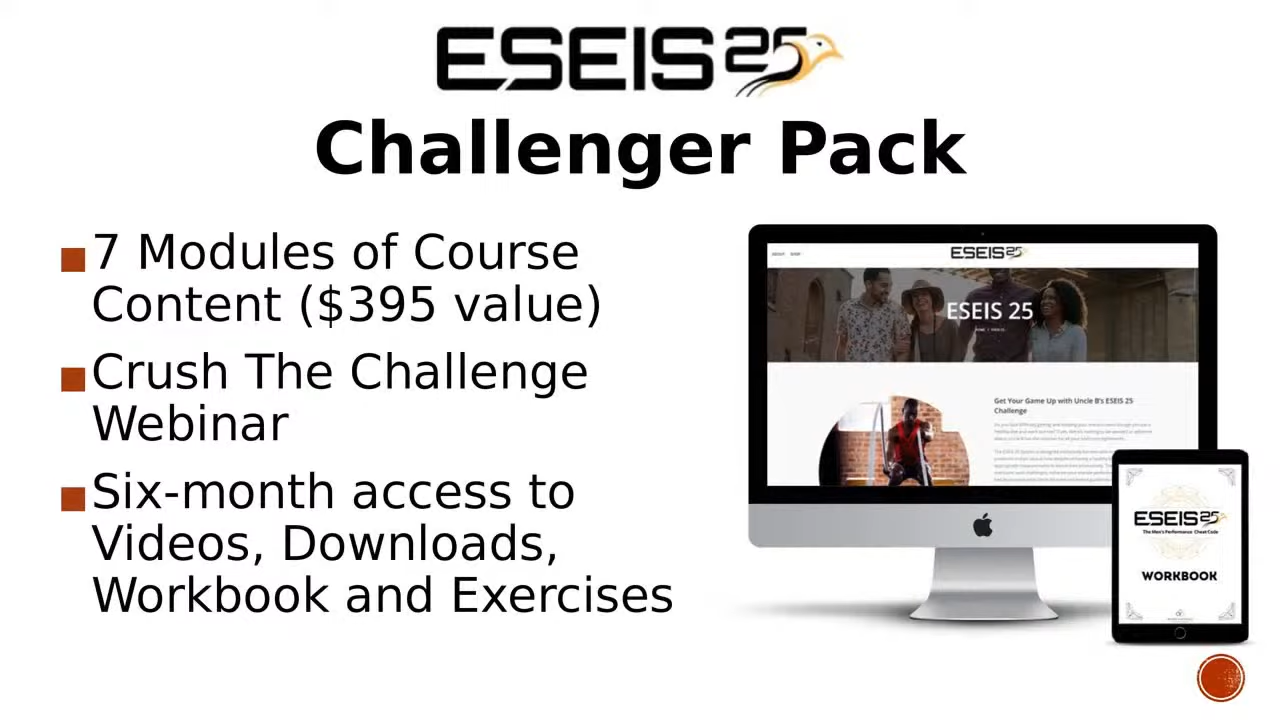 ESEIS 25
Challenger Pack
7 Modules of Course
Content ($395 value)
Crush The Challenge
Webinar
Six-month access to
Videos, Downloads,
Workbook and Exercises
ESEIS 25
ESEIS 25
Get Your Game Up with Uncle B's ESEIS 25
Challenge
ESEIS 25
The Men's Performance Cheat Code
WORKBOOK